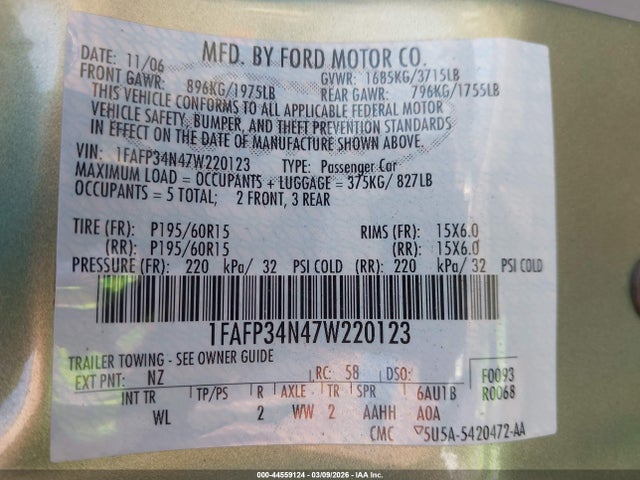 MFD. BY FORD MOTOR CO.
DATE: 11/06 GVWR: 1685KG/3715LB
FRONT GAWR: 896KG/1975LB REAR GAWR: 796KG/1755LB
THIS VEHICLE CONFORMS TO ALL APPLICABLE FEDERAL MOTOR
VEHICLE SAFETY, BUMPER, AND THEFT PREVENTION STANDARDS
IN EFFECT ON THE DATE OF MANUFACTURE SHOWN ABOVE.
VIN: 1FAFP34N47W220123 TYPE: Passenger Car
MAXIMUM LOAD = OCCUPANTS + LUGGAGE = 375KG/ 827LB
OCCUPANTS = 5 TOTAL; 2 FRONT, 3 REAR
TIRE (FR): P195/60R15 RIMS (FR): 15X6.0
(RR): P195/60R15 (RR): 15X6.0
PRESSURE (FR): 220 kPa/ 32 PSI COLD (RR): 220 kPa/ 32 PSI COLD
1FAFP34N47W220123
TRAILER TOWING - SEE OWNER GUIDE
EXT PNT: NZ RC: 58 DSO: F0093
INT TR TP/PS R AXLE TR SPR 6AU1B R0068
WL 2 WW 2 AAHH A0A
CMC 5U5A-5420472-AA
000-44559124 | 03/09/2026 | IAA Inc.